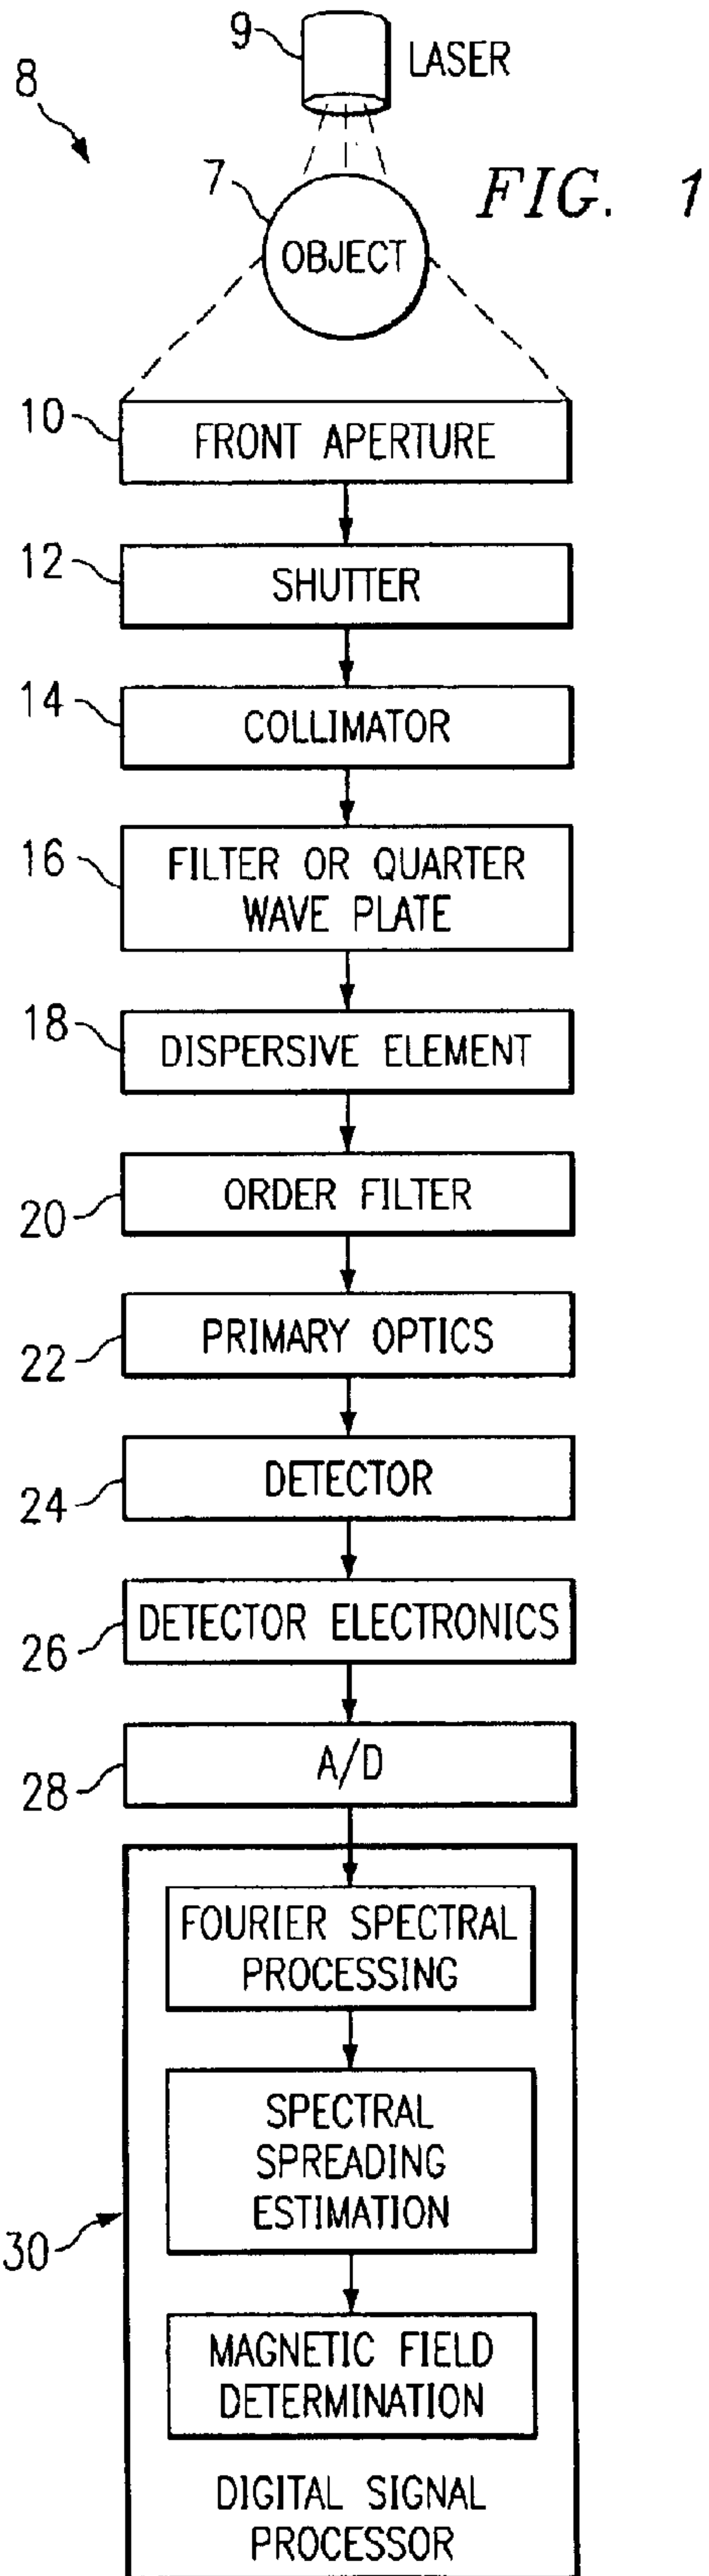 9
LASER
8
FIG. 1
7
OBJECT
10
FRONT APERTURE
12
SHUTTER
14
COLLIMATOR
16
FILTER OR QUARTER
WAVE PLATE
18
DISPERSIVE ELEMENT
ORDER FILTER
20
PRIMARY OPTICS
22
DETECTOR
24
DETECTOR ELECTRONICS
26
A/D
28
FOURIER SPECTRAL
PROCESSING
SPECTRAL
SPREADING
ESTIMATION
30
MAGNETIC FIELD
DETERMINATION
DIGITAL SIGNAL
PROCESSOR